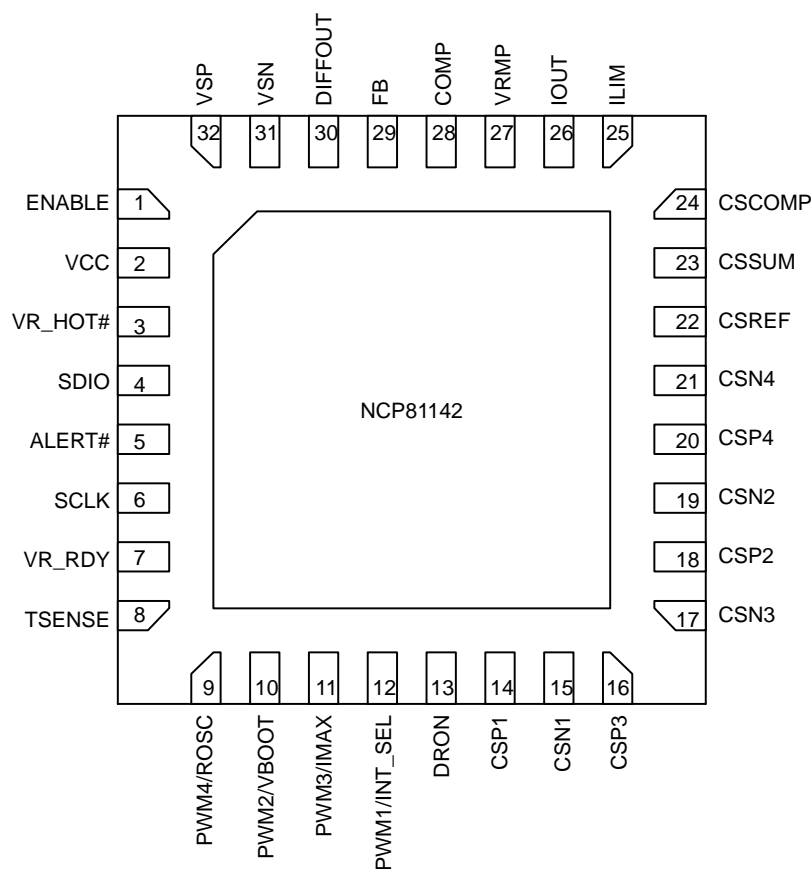 VSP
VSN
DIFFOUT
FB
COMP
VRMP
IOUT
ILIM
32
31
30
29
28
27
26
25
ENABLE 1
24 CSCOMP
VCC 2
23 CSSUM
VR_HOT# 3
22 CSREF
SDIO 4
21 CSN4
NCP81142
ALERT# 5
20 CSP4
SCLK 6
19 CSN2
VR_RDY 7
18 CSP2
TSENSE 8
17 CSN3
9
10
11
12
13
14
15
16
PWM4/ROSC
PWM2/VBOOT
PWM3/IMAX
PWM1/INT_SEL
DRON
CSP1
CSN1
CSP3